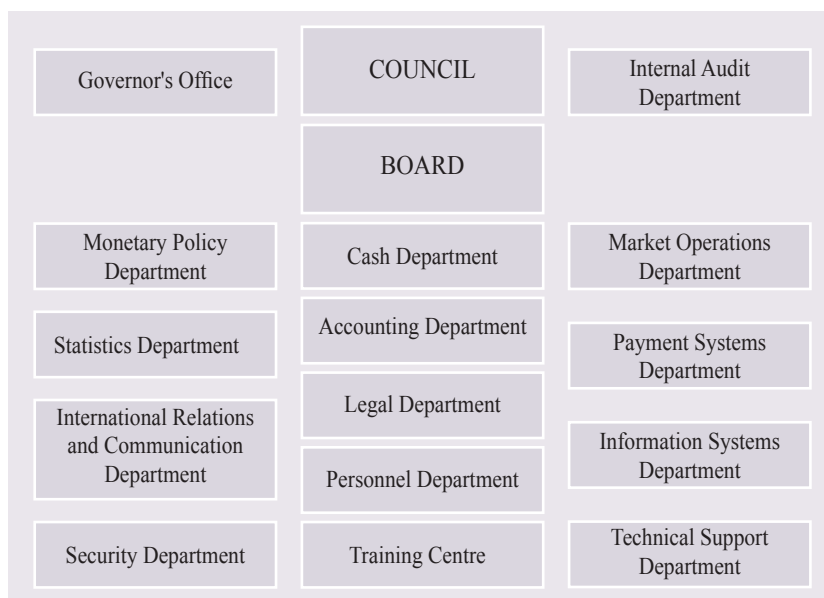 Governor's Office
COUNCIL
Internal Audit
Department
BOARD
Monetary Policy
Department
Cash Department
Market Operations
Department
Statistics Department
Accounting Department
Payment Systems
Department
International Relations
and Communication
Department
Legal Department
Information Systems
Department
Personnel Department
Security Department
Training Centre
Technical Support
Department